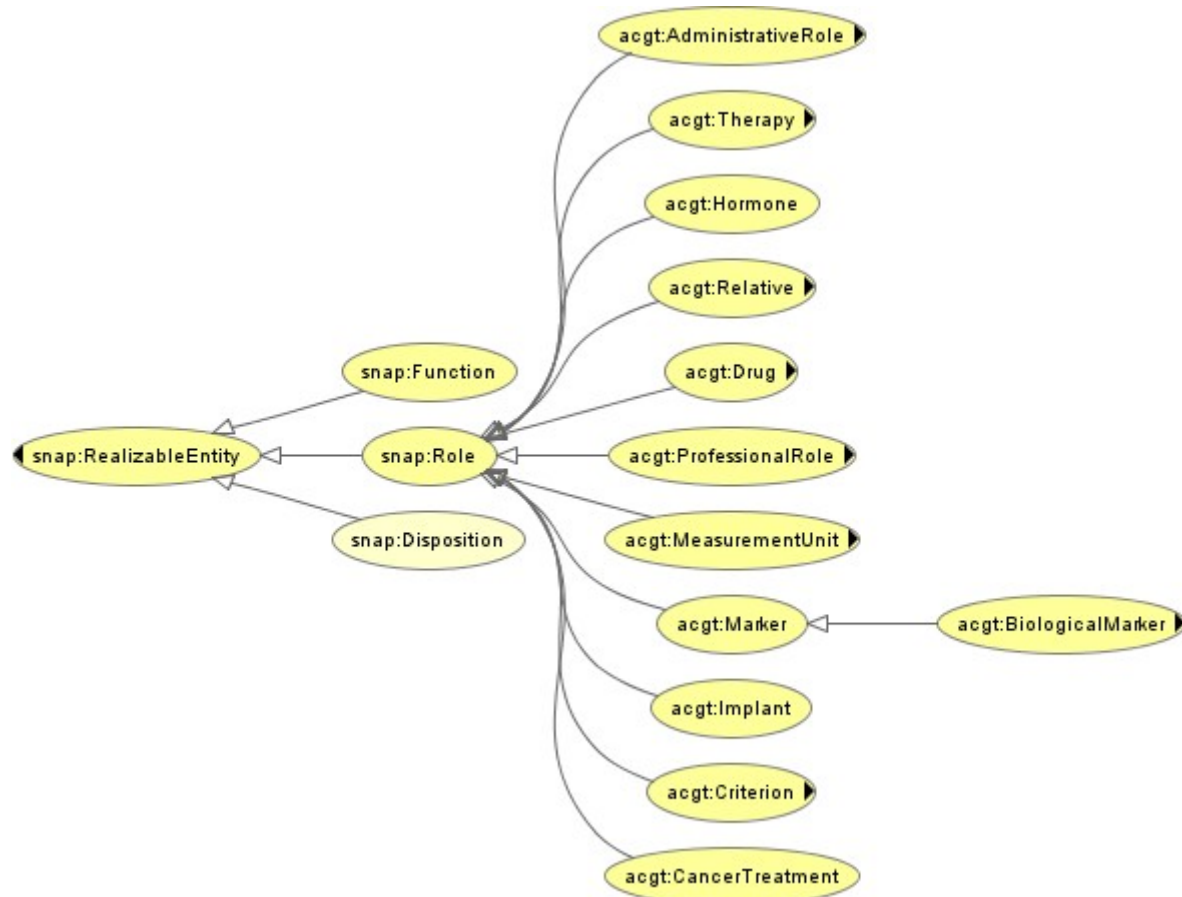 acgt:AdministrativeRole
acgt:Therapy
acgt:Hormone
acgt:Relative
snap:Function
acgt:Drug
snap:RealizableEntity
snap:Role
acgt:ProfessionalRole
snap:Disposition
acgt:MeasurementUnit
acgt:Marker
acgt:BiologicalMarker
acgt:Implant
acgt:Criterion
acgt:CancerTreatment